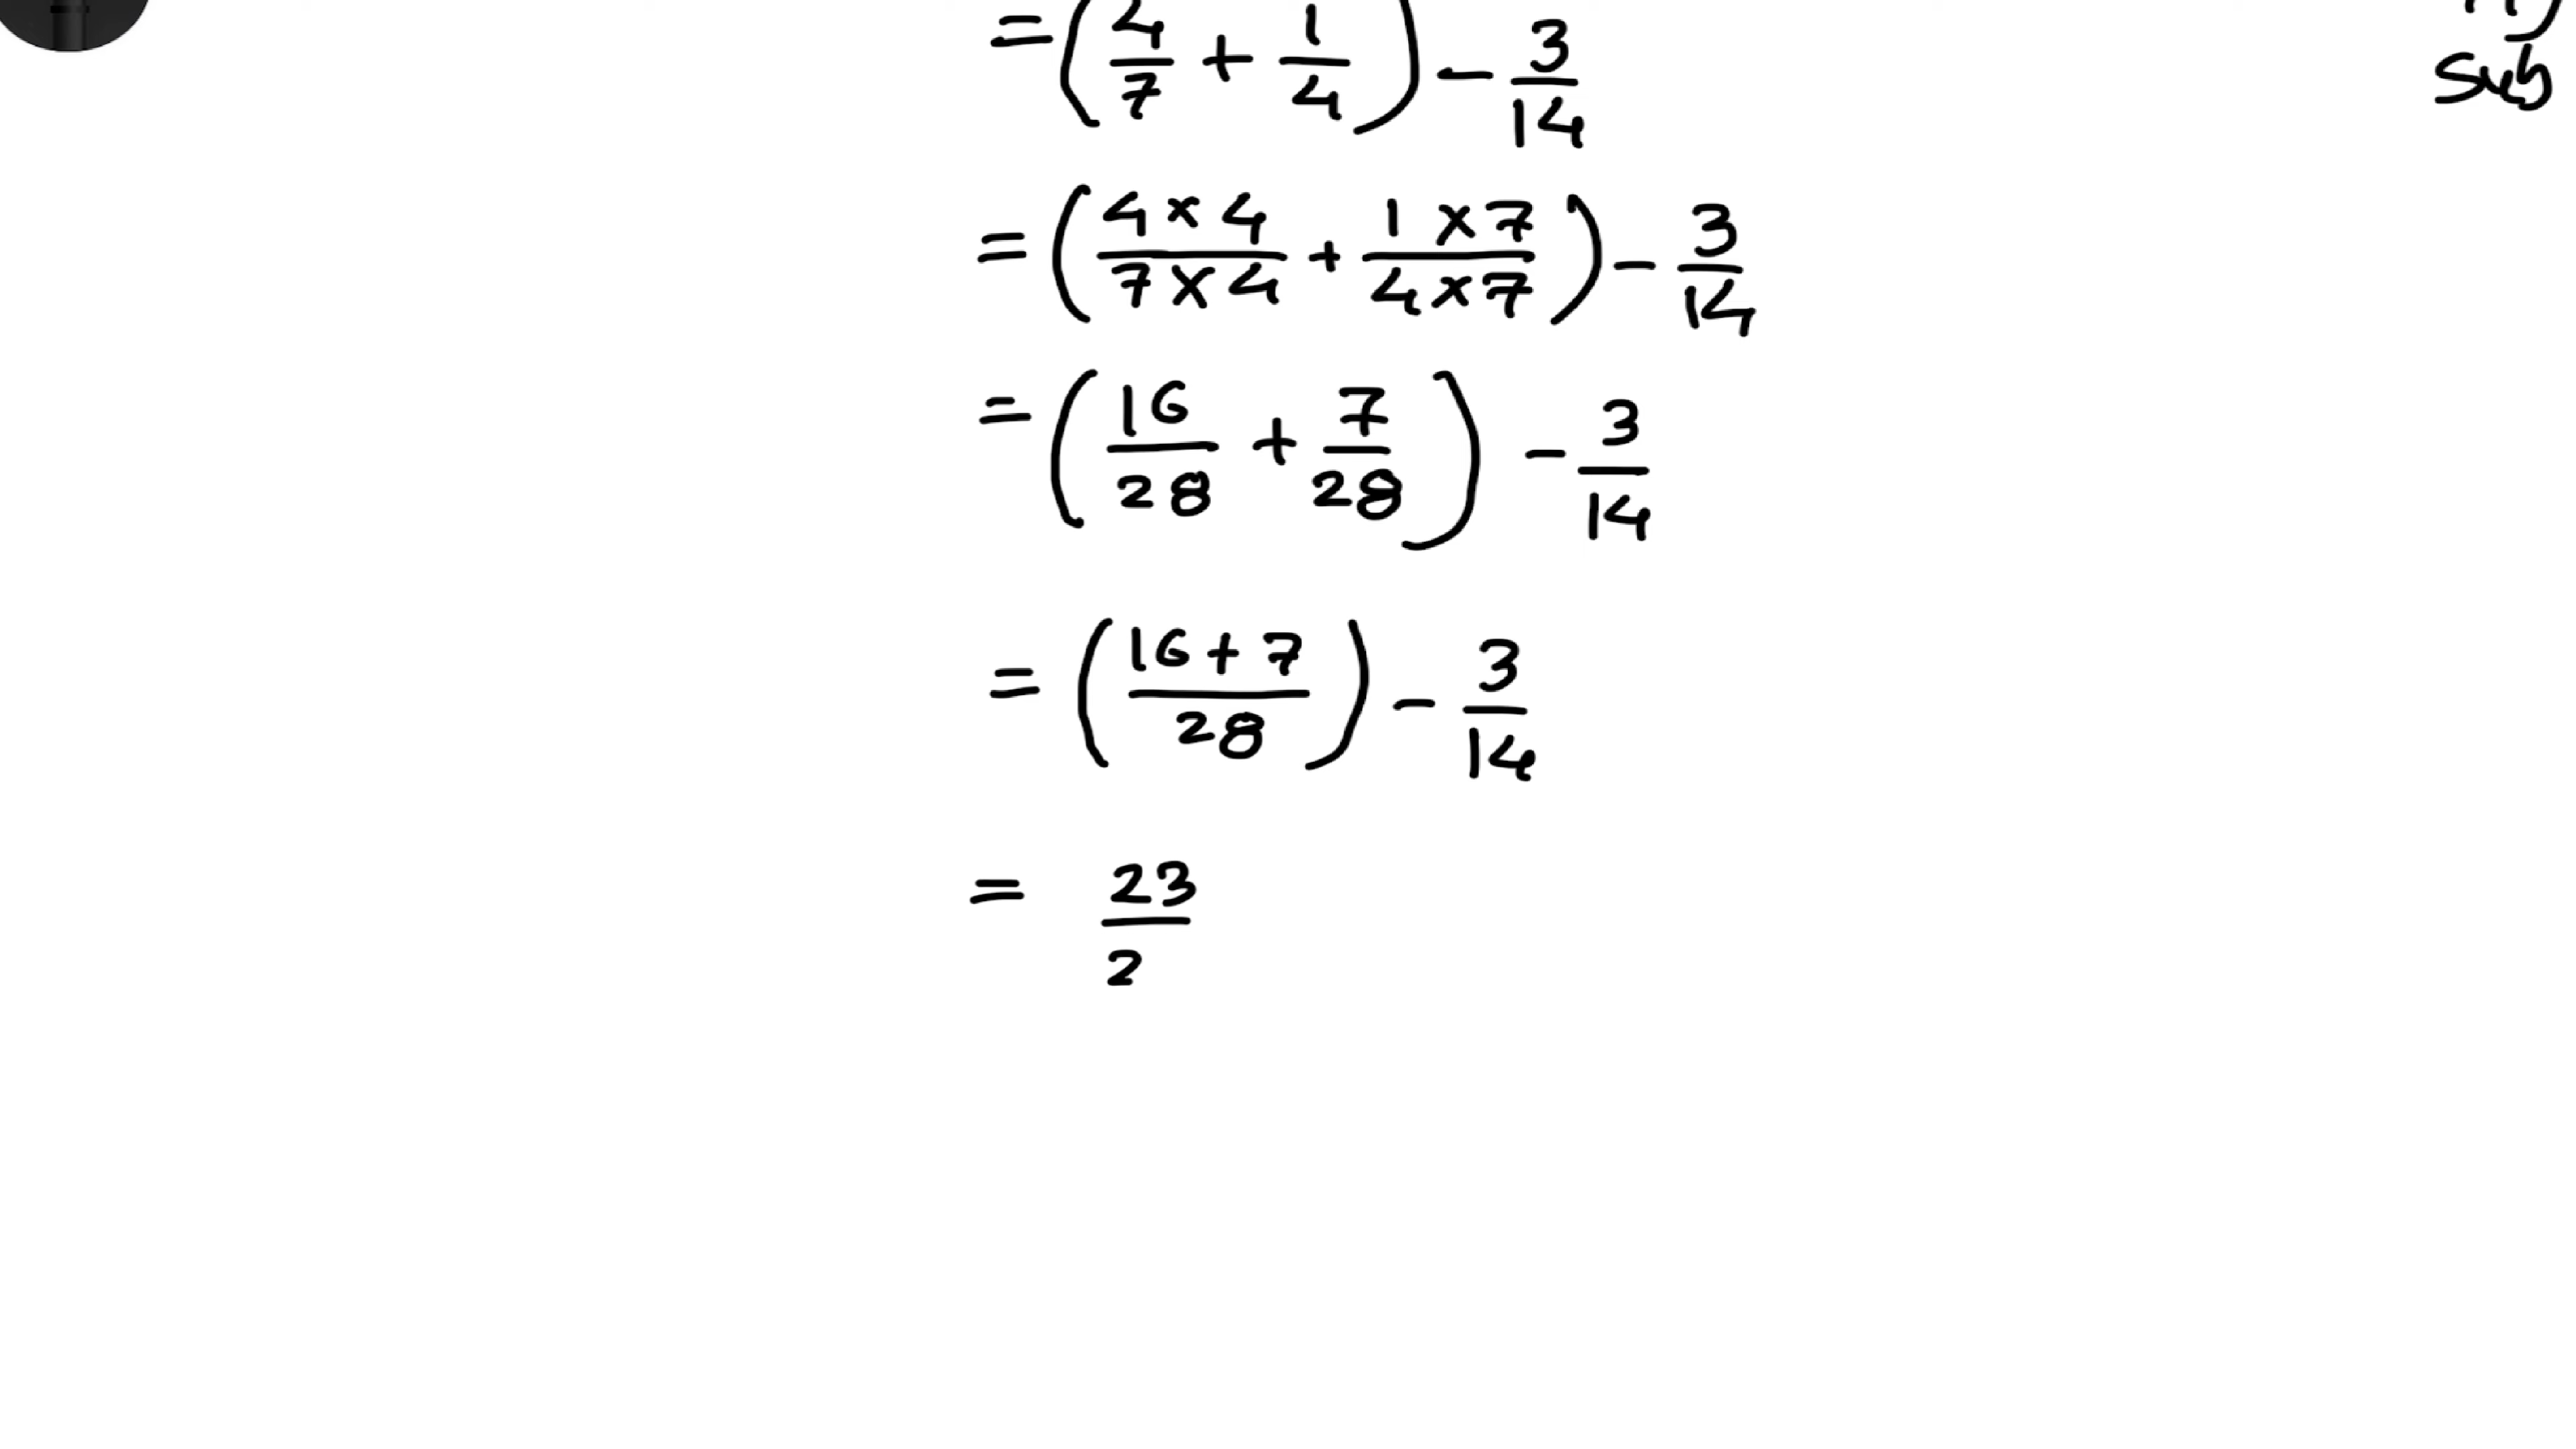 = (4/7 + 1/4) - 3/14
sub
= (4 × 4 / 7 × 4 + 1 × 7 / 4 × 7) - 3/14
= (16/28 + 7/28) - 3/14
= (16 + 7 / 28) - 3/14
= 23/2